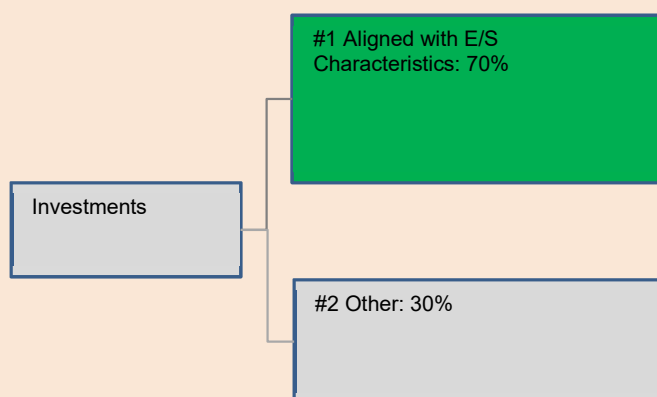 #1 Aligned with E/S
Characteristics: 70%
Investments
#2 Other: 30%